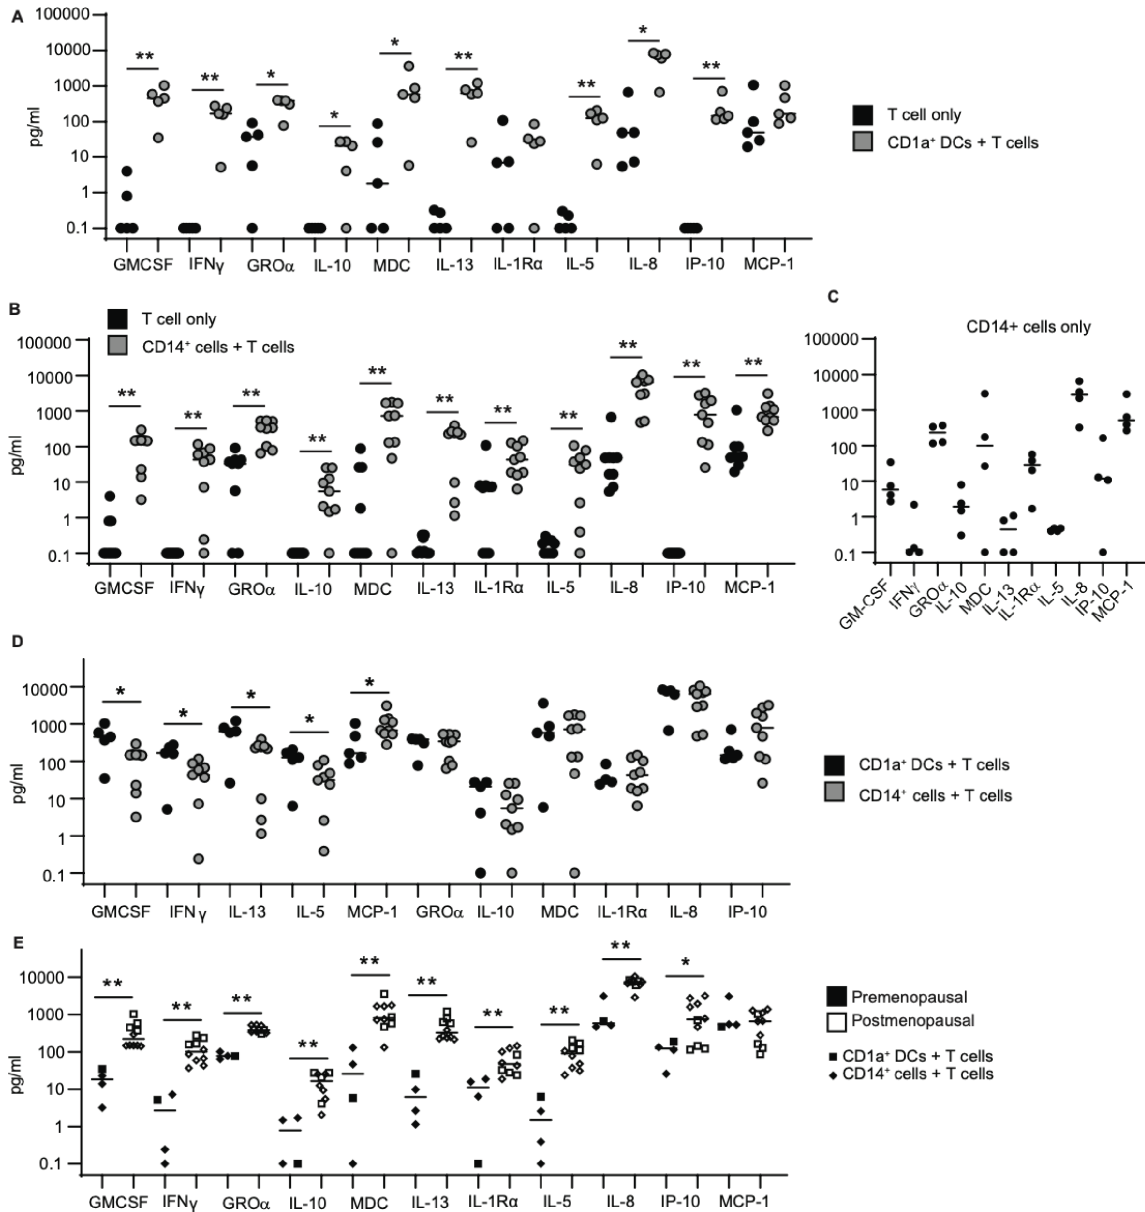 A
100000
10000
1000
100
10
1
0.1
pg/ml
** ** * * * ** ** * **
GMCSF IFNγ GROα IL-10 MDC IL-13 IL-1Rα IL-5 IL-8 IP-10 MCP-1
T cell only
CD1a⁺ DCs + T cells
B
T cell only
CD14⁺ cells + T cells
100000
10000
1000
100
10
1
0.1
pg/ml
** ** ** ** ** ** ** ** ** ** **
GMCSF IFNγ GROα IL-10 MDC IL-13 IL-1Rα IL-5 IL-8 IP-10 MCP-1
C
CD14+ cells only
100000
10000
1000
100
10
1
0.1
GM-CSF IFNγ GROα IL-10 MDC IL-13 IL-1Rα IL-5 IL-8 IP-10 MCP-1
D
10000
1000
100
10
1
0.1
pg/ml
* * * * *
GMCSF IFNγ IL-13 IL-5 MCP-1 GROα IL-10 MDC IL-1Rα IL-8 IP-10
CD1a⁺ DCs + T cells
CD14⁺ cells + T cells
E
10000
1000
100
10
1
0.1
pg/ml
** ** ** ** ** ** ** ** ** *
GMCSF IFNγ GROα IL-10 MDC IL-13 IL-1Rα IL-5 IL-8 IP-10 MCP-1
Premenopausal
Postmenopausal
CD1a⁺ DCs + T cells
CD14⁺ cells + T cells